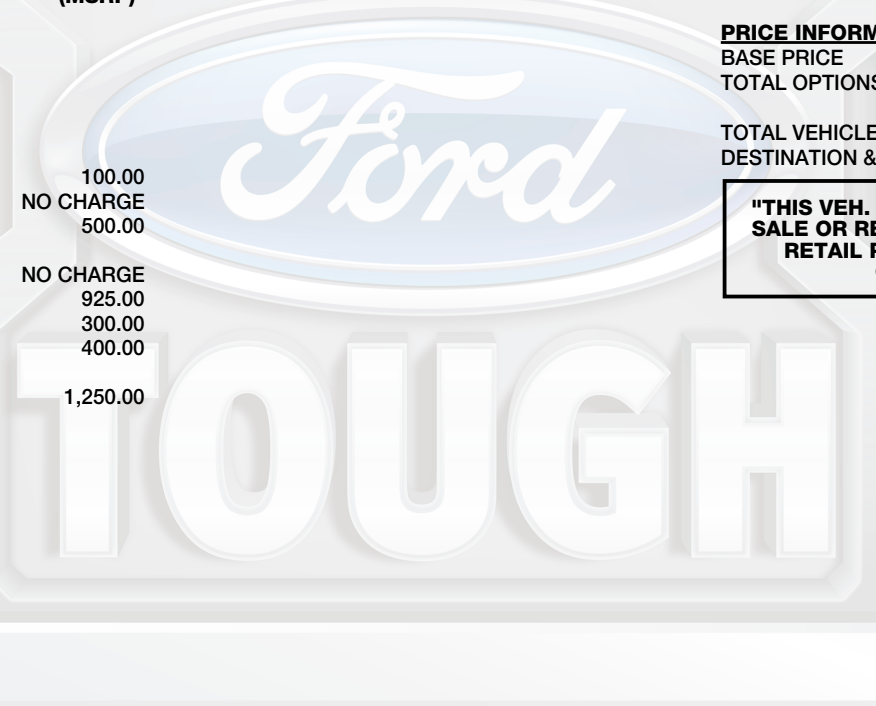 (MSRP)
100.00
NO CHARGE
500.00
NO CHARGE
925.00
300.00
400.00
1,250.00
PRICE INFORM
BASE PRICE
TOTAL OPTIONS
TOTAL VEHICLE
DESTINATION &
"THIS VEH.
SALE OR RE
RETAIL
Ford
TOUGH